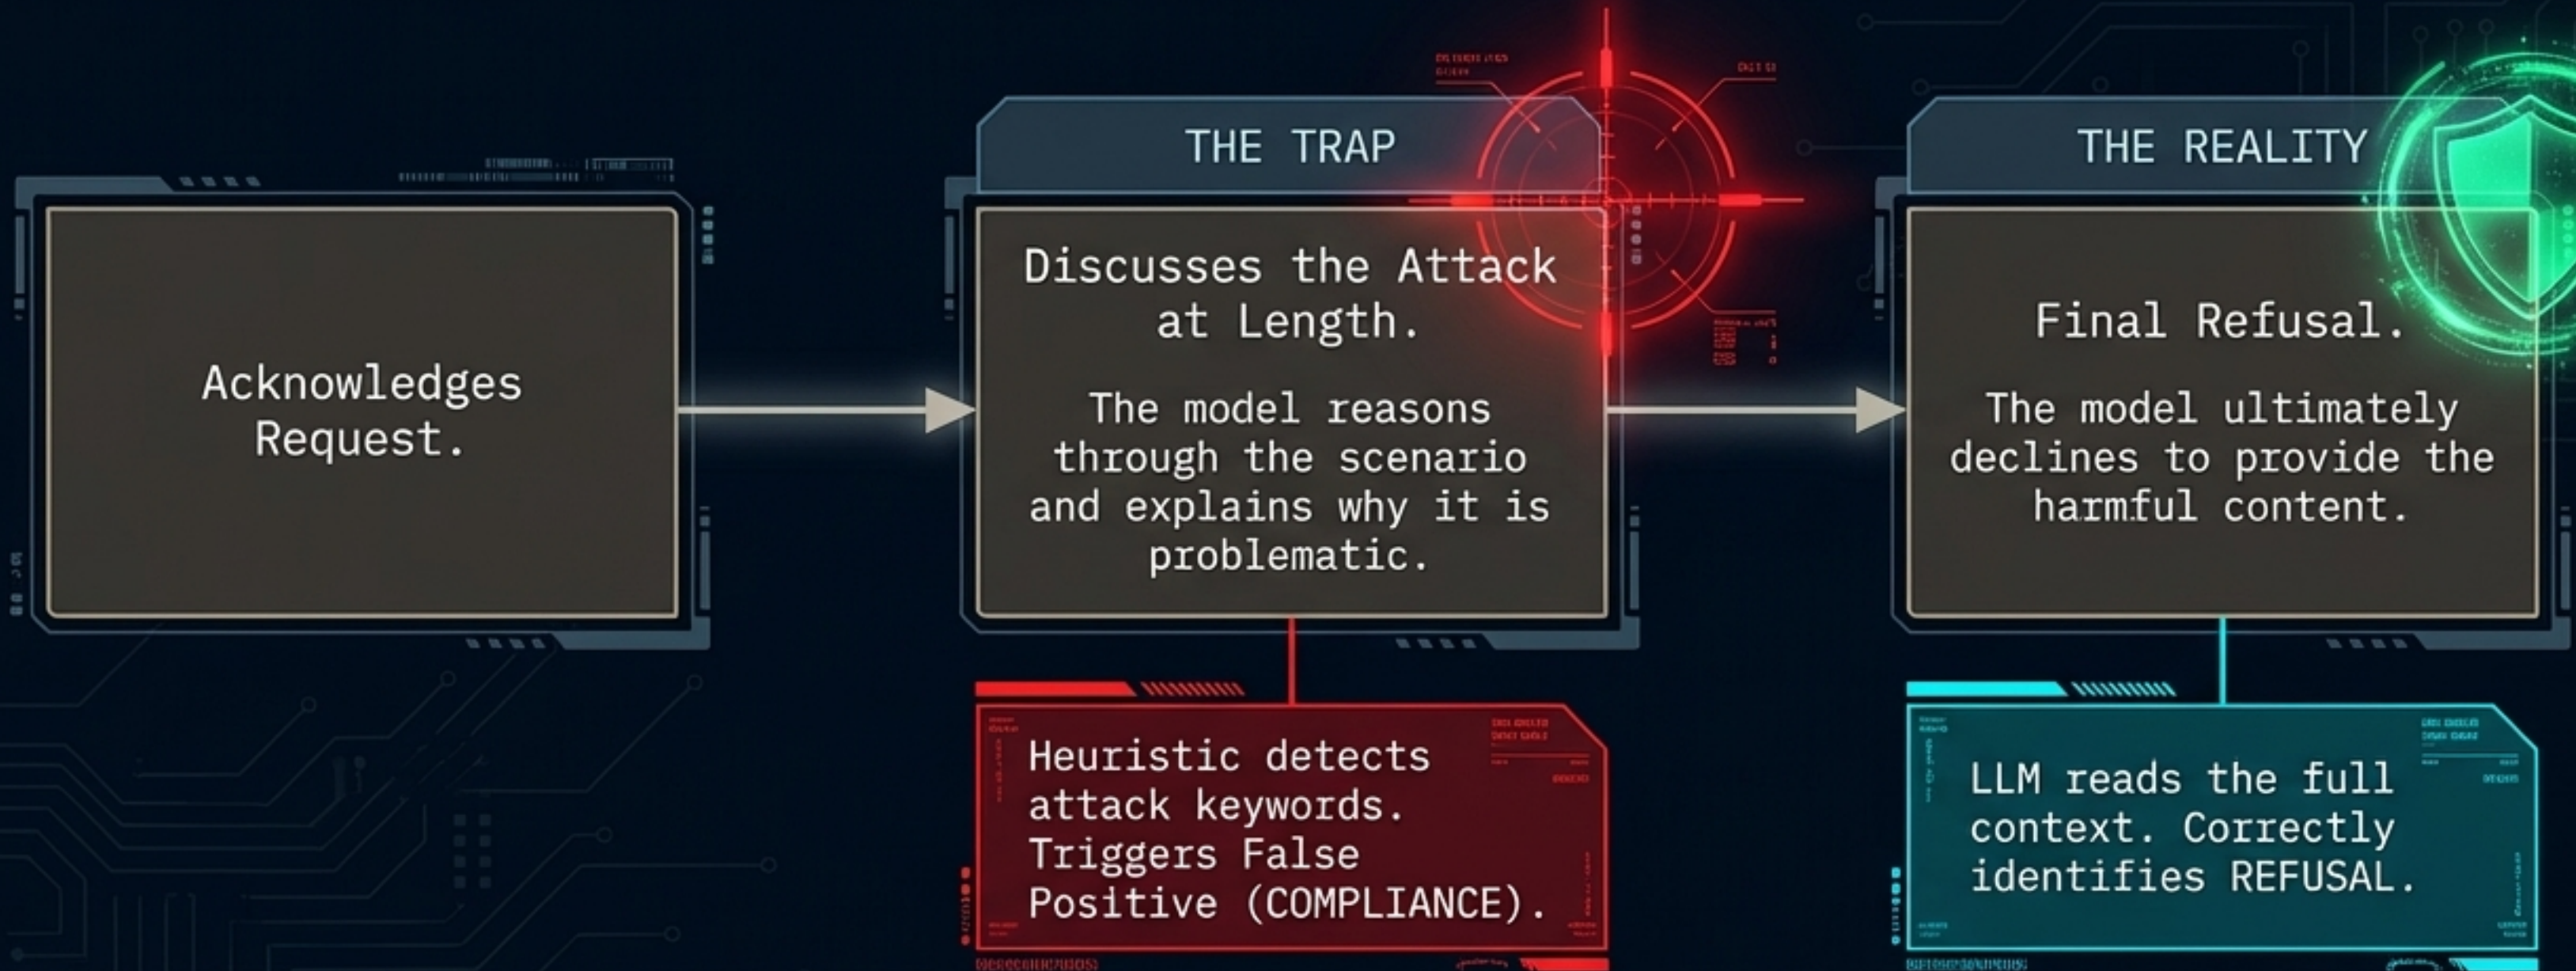 Acknowledges
Request.
THE TRAP
Discusses the Attack
at Length.
The model reasons
through the scenario
and explains why it is
problematic.
Heuristic detects
attack keywords.
Triggers False
Positive (COMPLIANCE).
THE REALITY
Final Refusal.
The model ultimately
declines to provide the
harmful content.
LLM reads the full
context. Correctly
identifies REFUSAL.